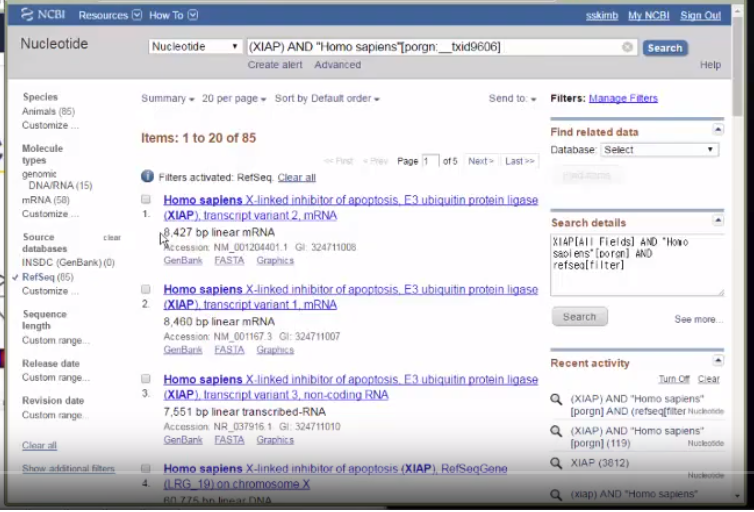 NCBI Resources How To sskimb My NCBI Sign Out
Nucleotide Nucleotide (XIAP) AND "Homo sapiens"[porgn:__txid9606] Search
Create alert Advanced Help
Species
Animals (85)
Customize ...
Molecule
types
genomic
DNA/RNA (15)
mRNA (58)
Customize ...
Source clear
databases
INSDC (GenBank) (0)
RefSeq (85)
Customize ...
Sequence
length
Custom range...
Release date
Custom range...
Revision date
Custom range...
Clear all
Show additional filters
Summary 20 per page Sort by Default order Send to:
Items: 1 to 20 of 85
<< First < Prev Page 1 of 5 Next > Last >>
Filters activated: RefSeq. Clear all
Homo sapiens X-linked inhibitor of apoptosis, E3 ubiquitin protein ligase
1. (XIAP), transcript variant 2, mRNA
8,427 bp linear mRNA
Accession: NM_001204401.1 GI: 324711008
GenBank FASTA Graphics
Homo sapiens X-linked inhibitor of apoptosis, E3 ubiquitin protein ligase
2. (XIAP), transcript variant 1, mRNA
8,460 bp linear mRNA
Accession: NM_001167.3 GI: 324711007
GenBank FASTA Graphics
Homo sapiens X-linked inhibitor of apoptosis, E3 ubiquitin protein ligase
3. (XIAP), transcript variant 3, non-coding RNA
7,551 bp linear transcribed-RNA
Accession: NR_037916.1 GI: 324711010
GenBank FASTA Graphics
Homo sapiens X-linked inhibitor of apoptosis (XIAP), RefSeqGene
4. (LRG_19) on chromosome X
60,775 bp linear DNA
Filters: Manage Filters
Find related data
Database: Select
Find items
Search details
XIAP[All Fields] AND "Homo
sapiens"[porgn] AND
refseq[filter]
Search See more...
Recent activity
Turn Off Clear
(XIAP) AND "Homo sapiens"
[porgn] AND (refseq[filter Nucleotide
(XIAP) AND "Homo sapiens"
[porgn] (119) Nucleotide
XIAP (3812)
Nucleotide
(xiap) AND "Homo sapiens"